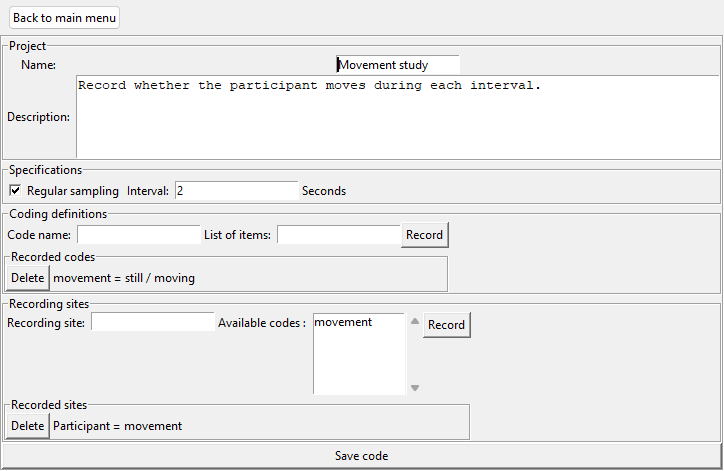 Back to main menu
Project
Name: Movement study
Description: Record whether the participant moves during each interval.
Specifications
Regular sampling Interval: 2 Seconds
Coding definitions
Code name: List of items: Record
Recorded codes
Delete movement = still / moving
Recording sites
Recording site: Available codes : movement Record
Recorded sites
Delete Participant = movement
Save code